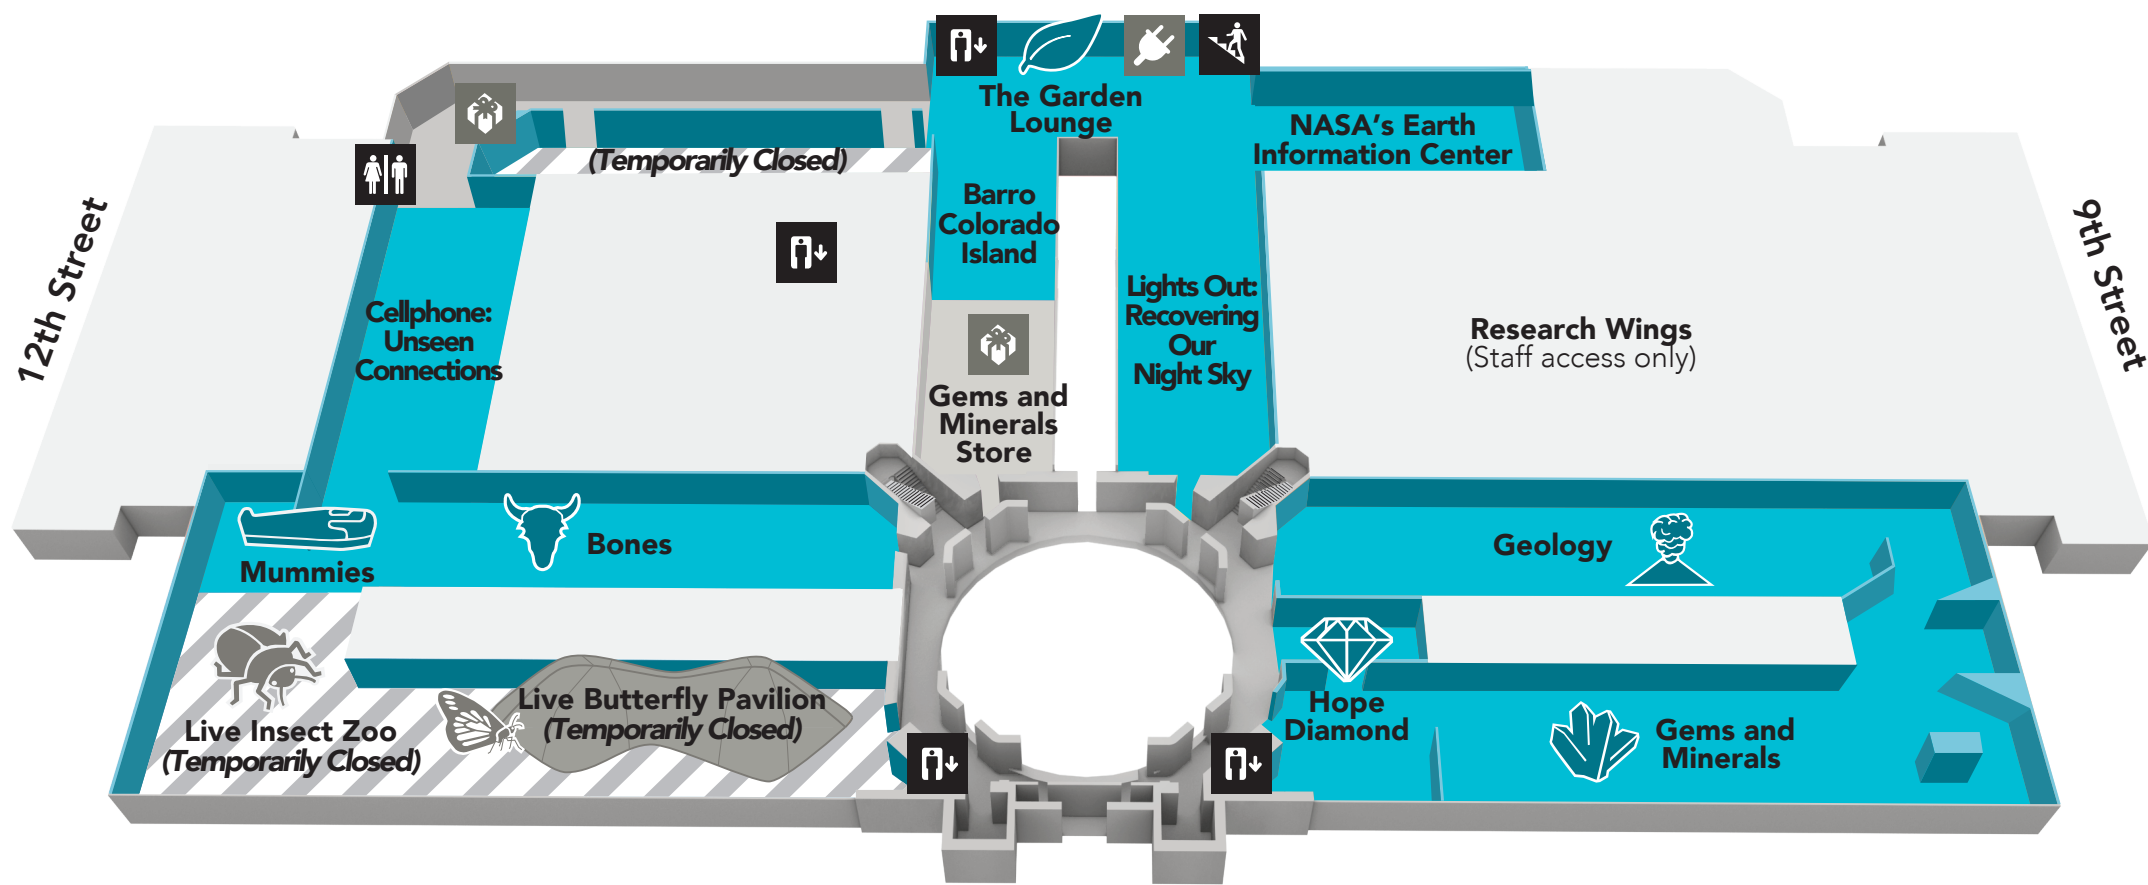 The Garden
Lounge
NASA's Earth
Information Center
(Temporarily Closed)
Barro
Colorado
Island
12th Street
9th Street
Cellphone:
Unseen
Connections
Lights Out:
Recovering
Our
Night Sky
Research Wings
(Staff access only)
Gems and
Minerals
Store
Mummies
Bones
Geology
Live Insect Zoo
(Temporarily Closed)
Live Butterfly Pavilion
(Temporarily Closed)
Hope
Diamond
Gems and
Minerals